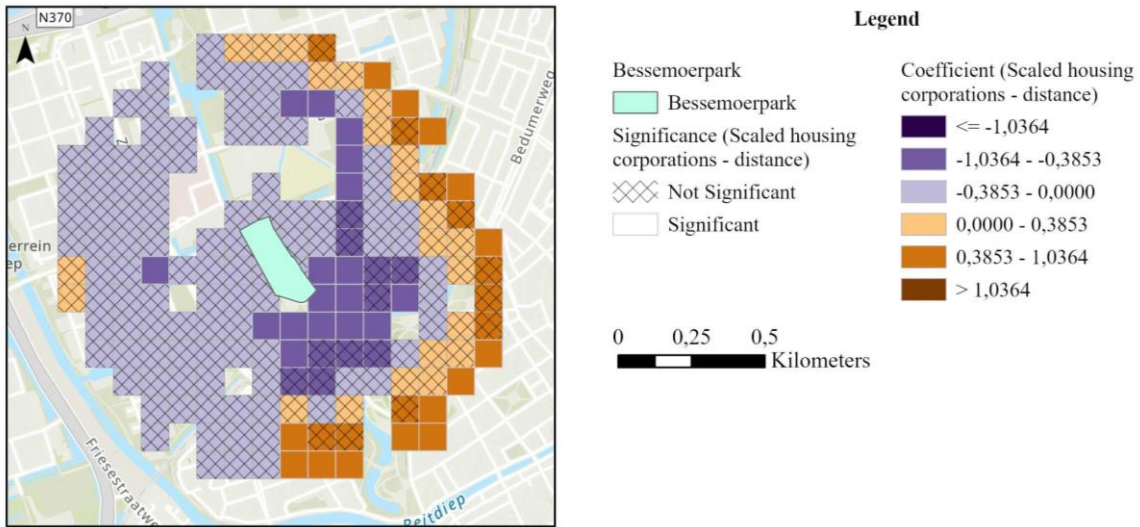 N370
N
Bedumerweg
errein
ep
Friesestraatwe
Reitdiep
Legend
Bessemoerpark
Bessemoerpark
Significance (Scaled housing
corporations - distance)
Not Significant
Significant
Coefficient (Scaled housing
corporations - distance)
<= -1,0364
-1,0364 - -0,3853
-0,3853 - 0,0000
0,0000 - 0,3853
0,3853 - 1,0364
> 1,0364
0 0,25 0,5
Kilometers